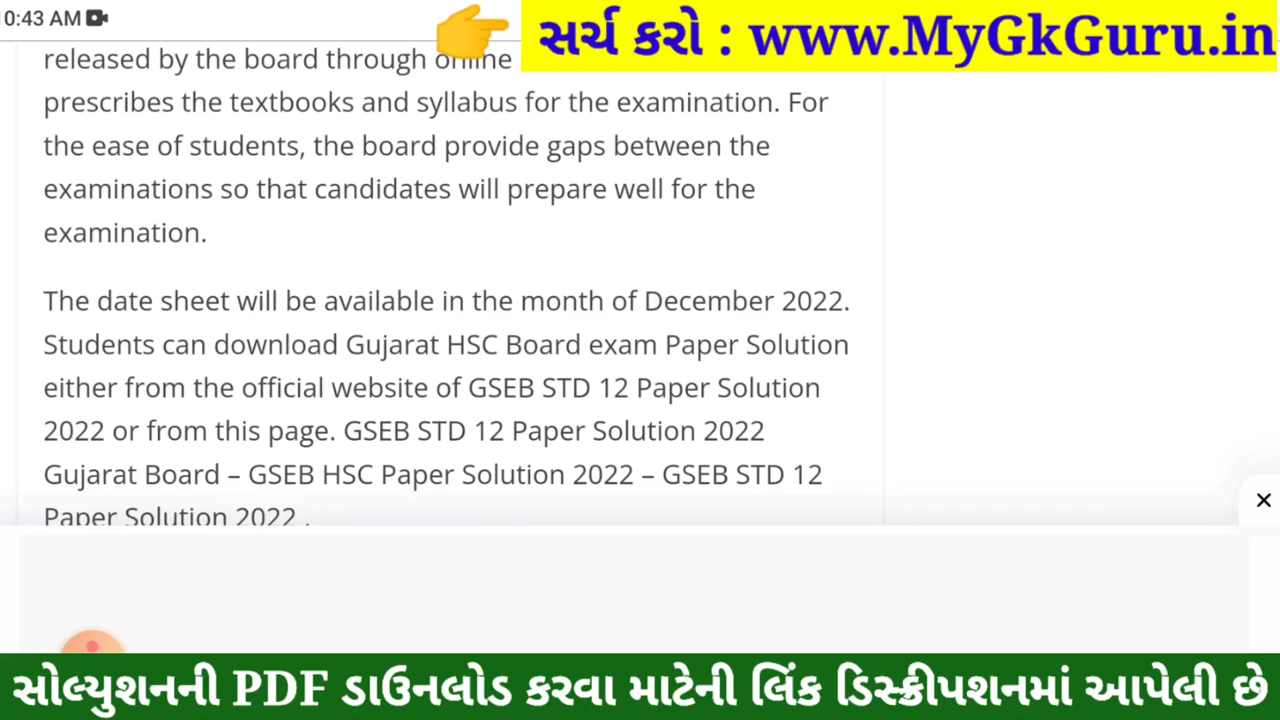 0:43 AM
સર્ચ કરો : www.MyGkGuru.in
released by the board through online
prescribes the textbooks and syllabus for the examination. For
the ease of students, the board provide gaps between the
examinations so that candidates will prepare well for the
examination.
The date sheet will be available in the month of December 2022.
Students can download Gujarat HSC Board exam Paper Solution
either from the official website of GSEB STD 12 Paper Solution
2022 or from this page. GSEB STD 12 Paper Solution 2022
Gujarat Board – GSEB HSC Paper Solution 2022 – GSEB STD 12
Paper Solution 2022 .
સોલ્યુશનની PDF ડાઉનલોડ કરવા માટેની લિંક ડિસ્ક્રીપશનમાં આપેલી છે